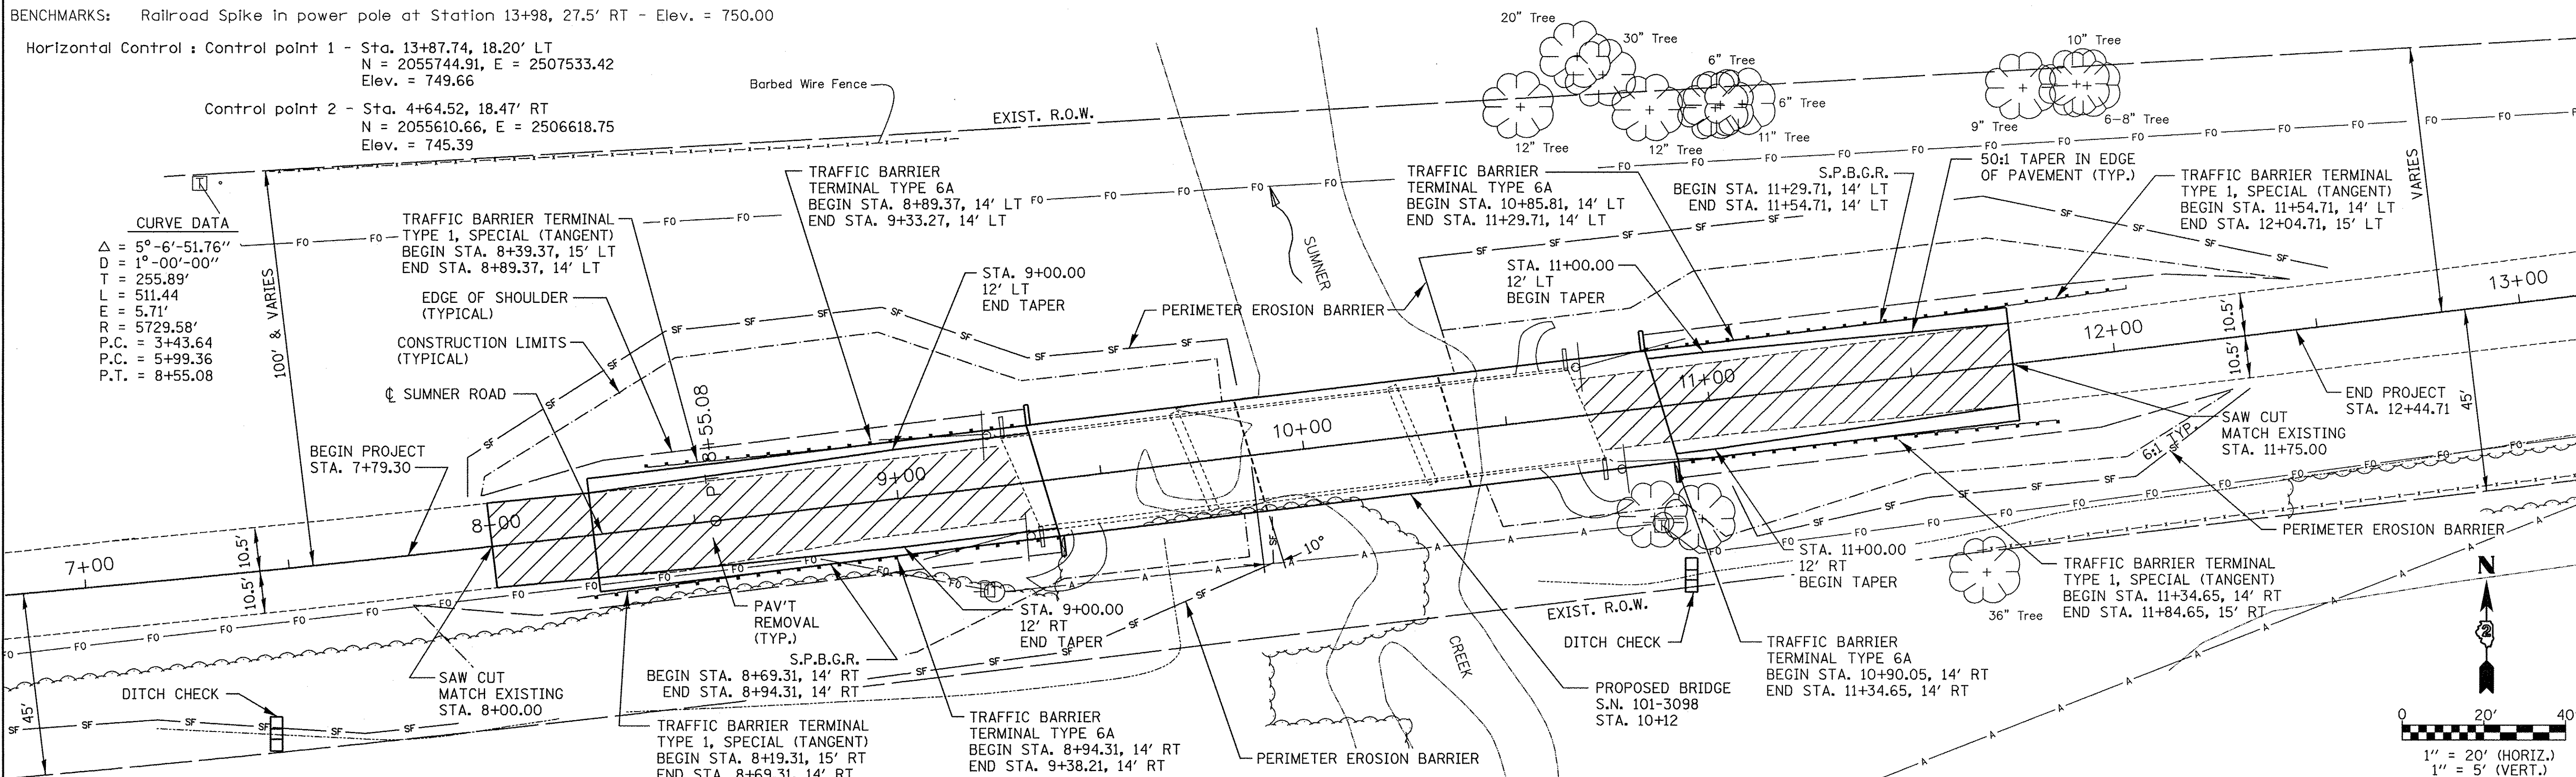 BENCHMARKS: Railroad Spike in power pole at Station 13+98, 27.5' RT - Elev. = 750.00
Horizontal Control : Control point 1 - Sta. 13+87.74, 18.20' LT
N = 2055744.91, E = 2507533.42
Elev. = 749.66
Control point 2 - Sta. 4+64.52, 18.47' RT
N = 2055610.66, E = 2506618.75
Elev. = 745.39
Barbed Wire Fence
EXIST. R.O.W.
20" Tree
30" Tree
6" Tree
12" Tree
12" Tree
6" Tree
11" Tree
10" Tree
9" Tree
6-8" Tree
T
CURVE DATA
Δ = 5°-6'-51.76"
D = 1°-00'-00"
T = 255.89'
L = 511.44
E = 5.71'
R = 5729.58'
P.C. = 3+43.64
P.C. = 5+99.36
P.T. = 8+55.08
100' & VARIES
TRAFFIC BARRIER TERMINAL
TYPE 1, SPECIAL (TANGENT)
BEGIN STA. 8+39.37, 15' LT
END STA. 8+89.37, 14' LT
EDGE OF SHOULDER
(TYPICAL)
CONSTRUCTION LIMITS
(TYPICAL)
℄ SUMNER ROAD
BEGIN PROJECT
STA. 7+79.30
TRAFFIC BARRIER
TERMINAL TYPE 6A
BEGIN STA. 8+89.37, 14' LT
END STA. 9+33.27, 14' LT
STA. 9+00.00
12' LT
END TAPER
PERIMETER EROSION BARRIER
SUMNER
TRAFFIC BARRIER
TERMINAL TYPE 6A
BEGIN STA. 10+85.81, 14' LT
END STA. 11+29.71, 14' LT
S.P.B.G.R.
BEGIN STA. 11+29.71, 14' LT
END STA. 11+54.71, 14' LT
STA. 11+00.00
12' LT
BEGIN TAPER
50:1 TAPER IN EDGE
OF PAVEMENT (TYP.)
TRAFFIC BARRIER TERMINAL
TYPE 1, SPECIAL (TANGENT)
BEGIN STA. 11+54.71, 14' LT
END STA. 12+04.71, 15' LT
VARIES
7+00
8+00
PT 8+55.08
9+00
10+00
11+00
12+00
13+00
10.5'
10.5'
10.5'
10.5'
45'
45'
END PROJECT
STA. 12+44.71
SAW CUT
MATCH EXISTING
STA. 11+75.00
6:1 TYP.
PERIMETER EROSION BARRIER
10°
PAV'T
REMOVAL
(TYP.)
STA. 9+00.00
12' RT
END TAPER
S.P.B.G.R.
BEGIN STA. 8+69.31, 14' RT
END STA. 8+94.31, 14' RT
DITCH CHECK
SAW CUT
MATCH EXISTING
STA. 8+00.00
TRAFFIC BARRIER TERMINAL
TYPE 1, SPECIAL (TANGENT)
BEGIN STA. 8+19.31, 15' RT
END STA. 8+69.31, 14' RT
TRAFFIC BARRIER
TERMINAL TYPE 6A
BEGIN STA. 8+94.31, 14' RT
END STA. 9+38.21, 14' RT
PERIMETER EROSION BARRIER
CREEK
EXIST. R.O.W.
PROPOSED BRIDGE
S.N. 101-3098
STA. 10+12
DITCH CHECK
STA. 11+00.00
12' RT
BEGIN TAPER
TRAFFIC BARRIER
TERMINAL TYPE 6A
BEGIN STA. 10+90.05, 14' RT
END STA. 11+34.65, 14' RT
36" Tree
TRAFFIC BARRIER TERMINAL
TYPE 1, SPECIAL (TANGENT)
BEGIN STA. 11+34.65, 14' RT
END STA. 11+84.65, 15' RT
N
2
0 20' 40'
1" = 20' (HORIZ.)
1" = 5' (VERT.)